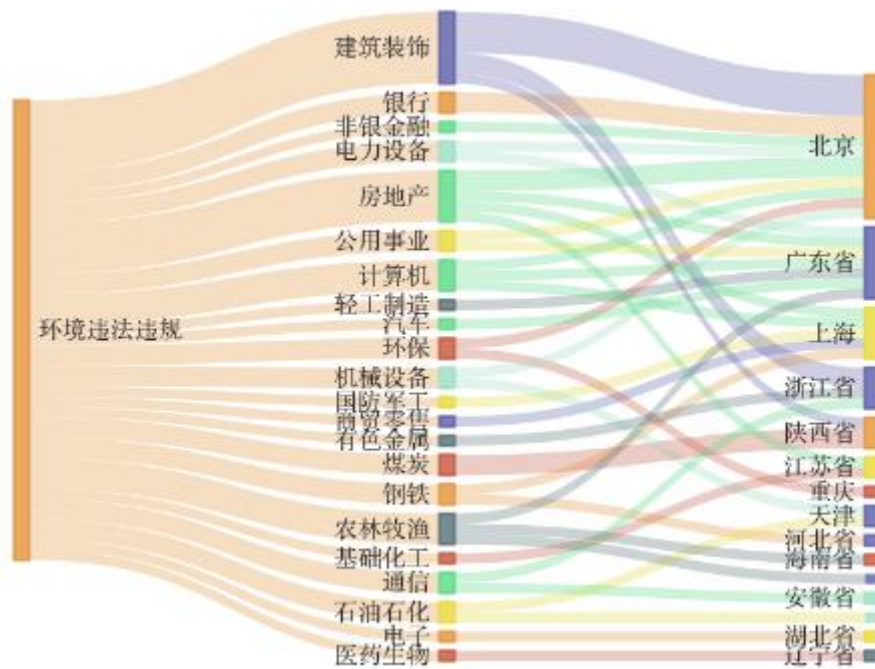 环境违法违规
建筑装饰
银行
非银金融
电力设备
房地产
公用事业
计算机
轻工制造
汽车
环保
机械设备
国防军工
商贸零售
有色金属
煤炭
钢铁
农林牧渔
基础化工
通信
石油石化
电子
医药生物
北京
广东省
上海
浙江省
陕西省
江苏省
重庆
天津
河北省
海南省
安徽省
湖北省
辽宁省